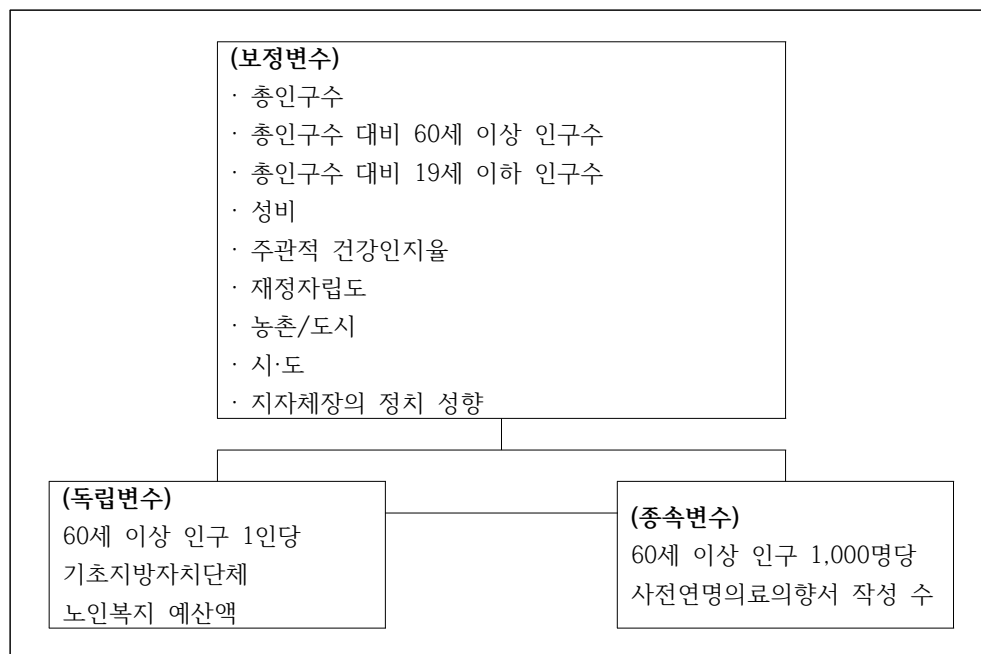 (보정변수)
· 총인구수
· 총인구수 대비 60세 이상 인구수
· 총인구수 대비 19세 이하 인구수
· 성비
· 주관적 건강인지율
· 재정자립도
· 농촌/도시
· 시·도
· 지자체장의 정치 성향
(독립변수)
60세 이상 인구 1인당
기초지방자치단체
노인복지 예산액
(종속변수)
60세 이상 인구 1,000명당
사전연명의료의향서 작성 수